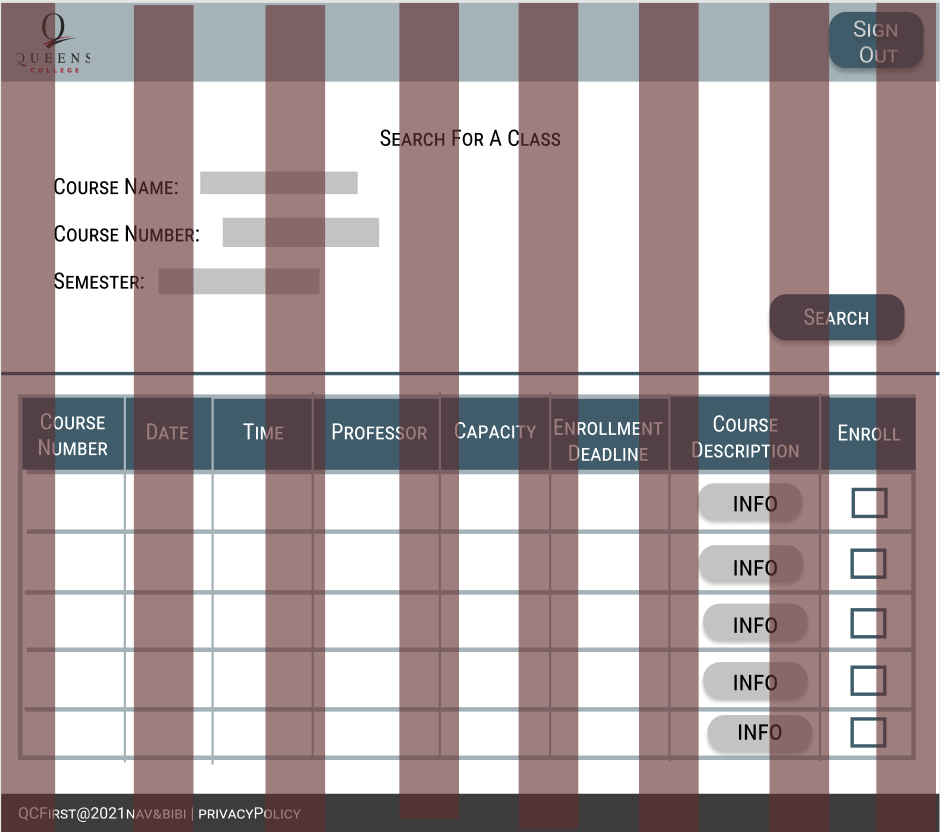 QUEENS
COLLEGE
SIGN
OUT
SEARCH FOR A CLASS
COURSE NAME:
COURSE NUMBER:
SEMESTER:
SEARCH
COURSE
NUMBER
DATE
TIME
PROFESSOR
CAPACITY
ENROLLMENT
DEADLINE
COURSE
DESCRIPTION
ENROLL
INFO
INFO
INFO
INFO
INFO
QCFIRST@2021NAV&BIBI | PRIVACYPOLICY